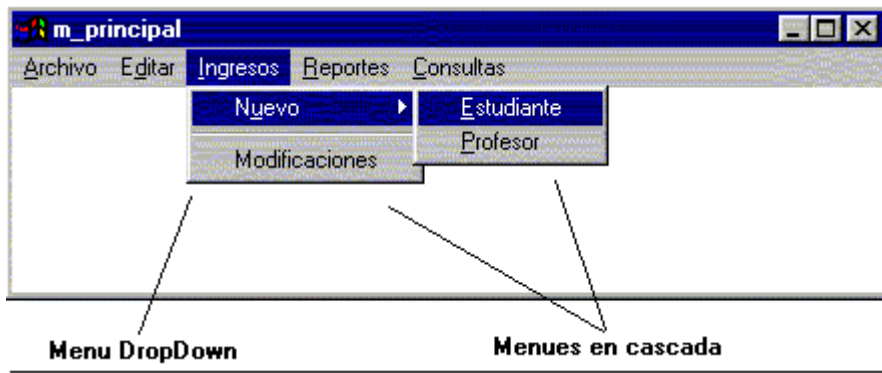 m_principal
Archivo Editar Ingresos Reportes Consultas
Nuevo Estudiante
Profesor
Modificaciones
Menu DropDown Menues en cascada